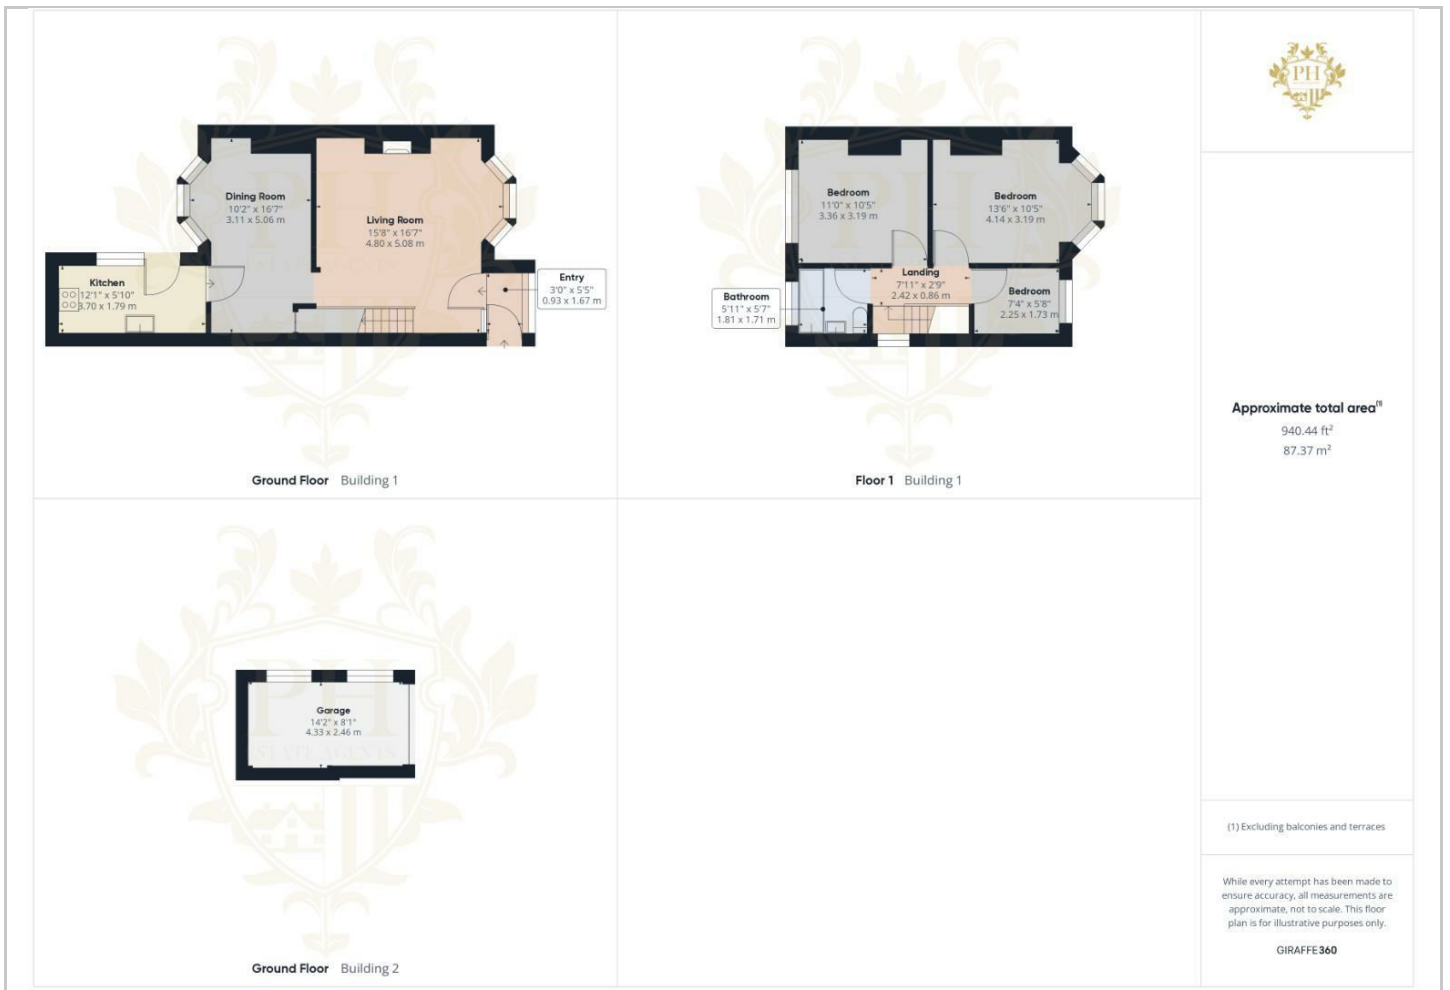 PH
Dining Room
10'2" x 16'7"
3.11 x 5.06 m
Living Room
15'8" x 16'7"
4.80 x 5.08 m
Kitchen
12'1" x 5'10"
3.70 x 1.79 m
Entry
3'0" x 5'5"
0.93 x 1.67 m
Ground Floor Building 1
Bedroom
11'0" x 10'5"
3.36 x 3.19 m
Bedroom
13'6" x 10'5"
4.14 x 3.19 m
Landing
7'11" x 2'9"
2.42 x 0.86 m
Bathroom
5'11" x 5'7"
1.81 x 1.71 m
Bedroom
7'4" x 5'8"
2.25 x 1.73 m
Floor 1 Building 1
PH
Garage
14'2" x 8'1"
4.33 x 2.46 m
ESTATE AGENTS
Ground Floor Building 2
Approximate total area(1)
940.44 ft²
87.37 m²
(1) Excluding balconies and terraces
While every attempt has been made to
ensure accuracy, all measurements are
approximate, not to scale. This floor
plan is for illustrative purposes only.
GIRAFFE360